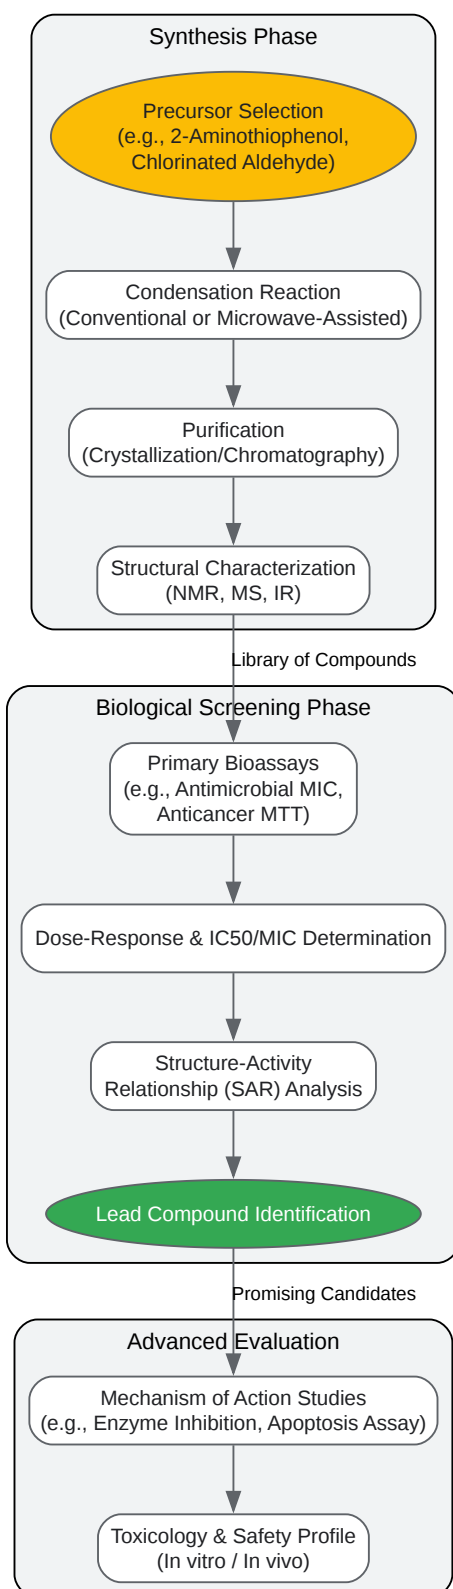 Synthesis Phase
Precursor Selection
(e.g., 2-Aminothiophenol,
Chlorinated Aldehyde)
Condensation Reaction
(Conventional or Microwave-Assisted)
Purification
(Crystallization/Chromatography)
Structural Characterization
(NMR, MS, IR)
Library of Compounds
Biological Screening Phase
Primary Bioassays
(e.g., Antimicrobial MIC,
Anticancer MTT)
Dose-Response & IC50/MIC Determination
Structure-Activity
Relationship (SAR) Analysis
Lead Compound Identification
Promising Candidates
Advanced Evaluation
Mechanism of Action Studies
(e.g., Enzyme Inhibition, Apoptosis Assay)
Toxicology & Safety Profile
(In vitro / In vivo)